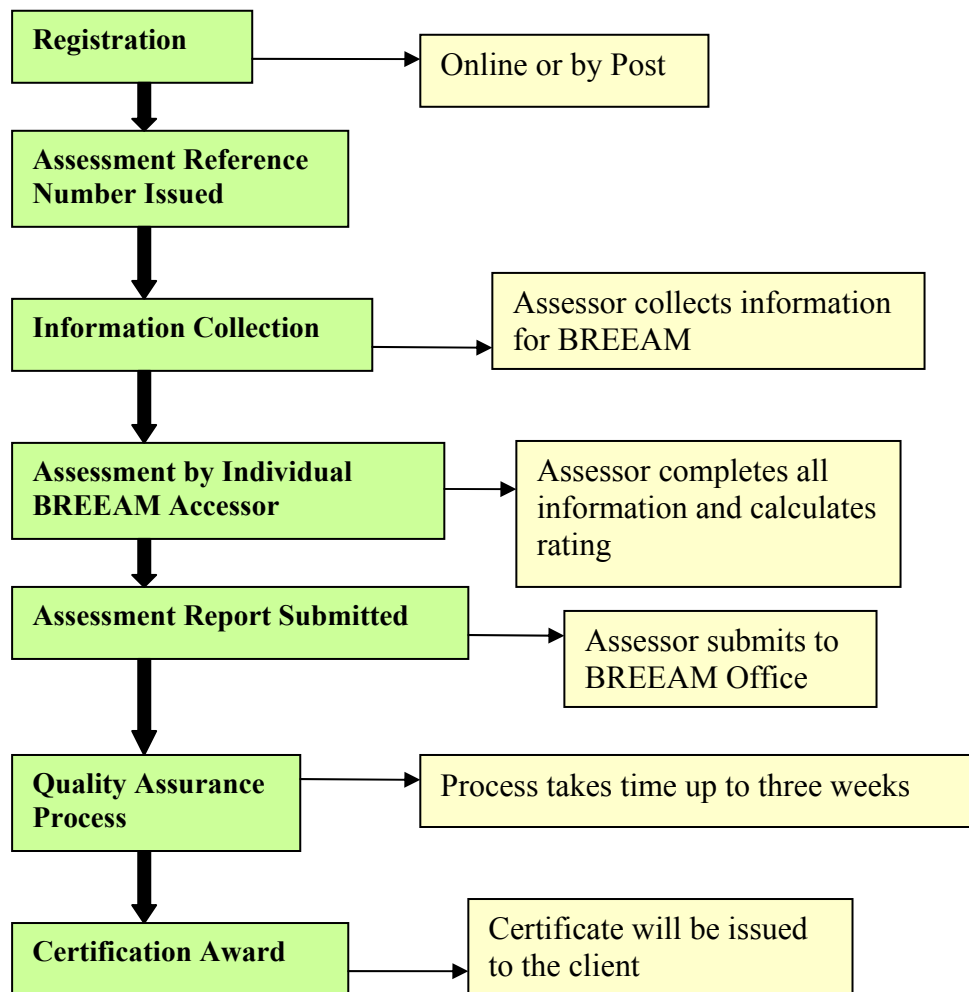 Registration
Online or by Post
Assessment Reference
Number Issued
Information Collection
Assessor collects information
for BREEAM
Assessment by Individual
BREEAM Accessor
Assessor completes all
information and calculates
rating
Assessment Report Submitted
Assessor submits to
BREEAM Office
Quality Assurance
Process
Process takes time up to three weeks
Certification Award
Certificate will be issued
to the client